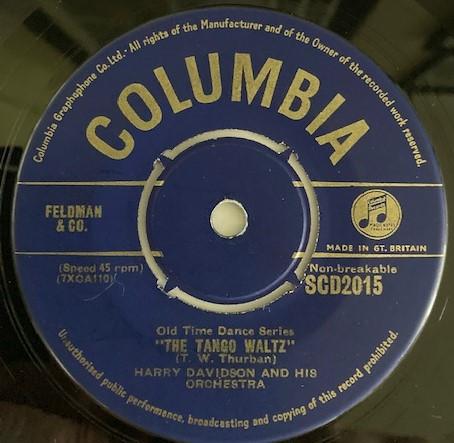 Columbia Graphophone Co. Ltd. - All rights of the Manufacturer and of the Owner of the recorded work reserved.
COLUMBIA
FELDMAN
& CO.
MAGIC NOTES
MADE IN GT. BRITAIN
(Speed 45 rpm)
(7XCA110)
Non-breakable
SCD2015
Old Time Dance Series
"THE TANGO WALTZ"
(T. W. Thurban)
HARRY DAVIDSON AND HIS
ORCHESTRA
Unauthorised public performance, broadcasting and copying of this record prohibited.